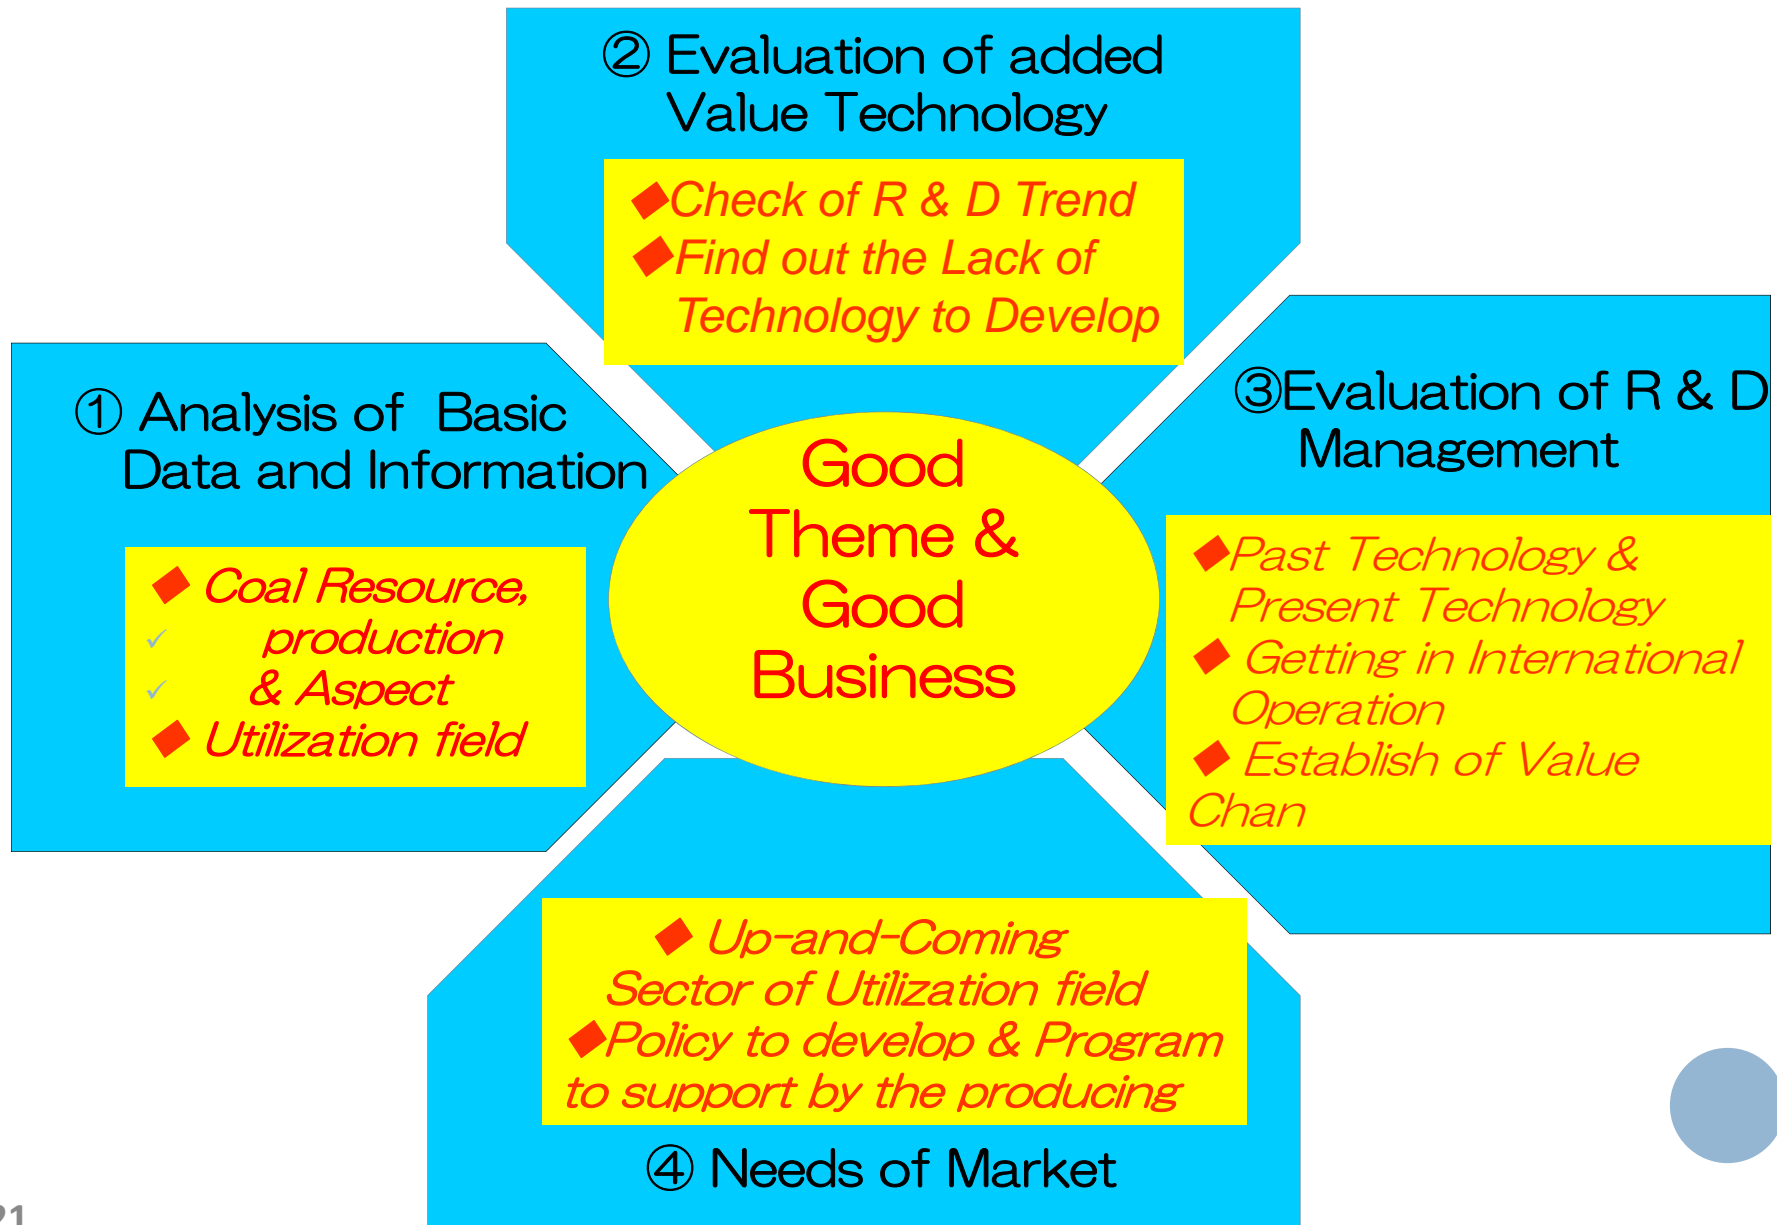 ② Evaluation of added
Value Technology
◆Check of R & D Trend
◆Find out the Lack of
Technology to Develop
① Analysis of Basic
Data and Information
◆ Coal Resource,
✓ production
✓ & Aspect
◆ Utilization field
Good
Theme &
Good
Business
③Evaluation of R & D
Management
◆Past Technology &
Present Technology
◆ Getting in International
Operation
◆ Establish of Value
Chan
◆ Up-and-Coming
Sector of Utilization field
◆Policy to develop & Program
to support by the producing
④ Needs of Market
21